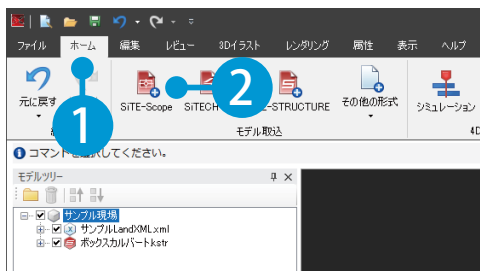 ファイル ホーム 編集 レビュー 3Dイラスト レンダリング 属性 表示 ヘルプ
元に戻す SiTE-Scope SiTECH -STRUCTURE その他の形式 シミュレーション
モデル取込 4D
1 2
コマンドを選択してください。
モデルツリー
サンプル現場
サンプルLandXML.xml
ボックスカルバート.kstr